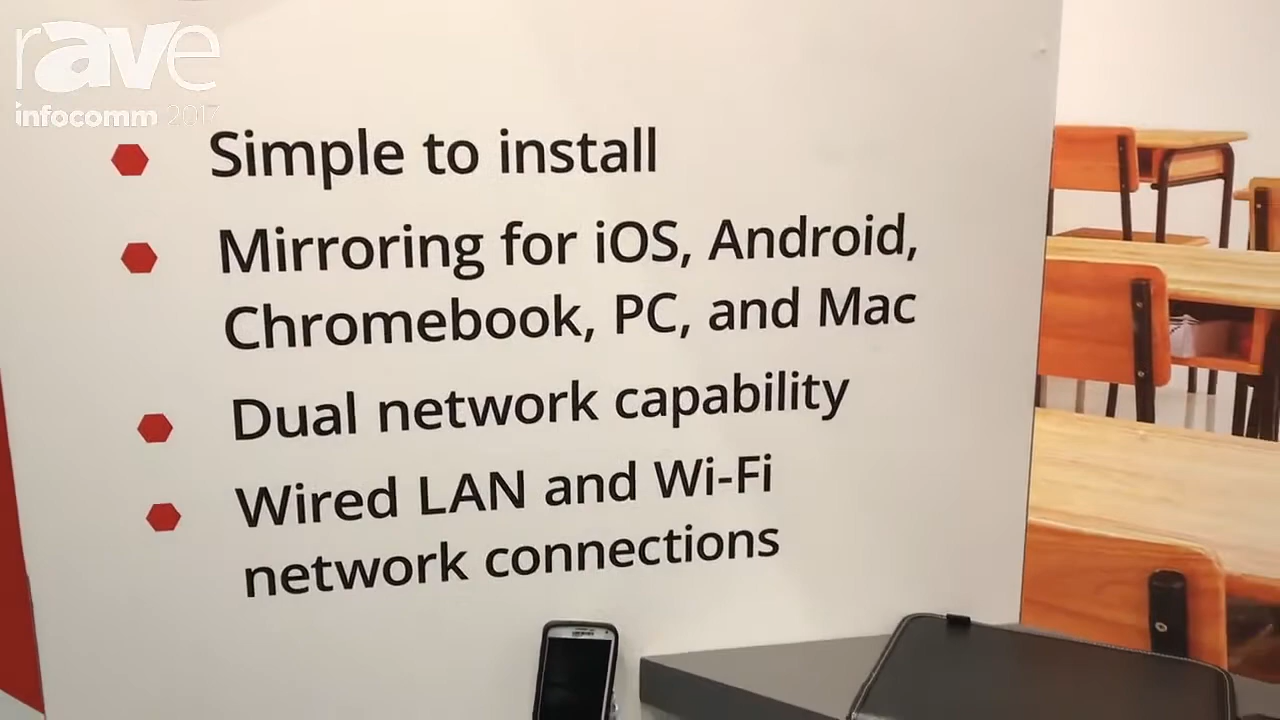 rave
infocomm 2017
Simple to install
Mirroring for iOS, Android,
Chromebook, PC, and Mac
Dual network capability
Wired LAN and Wi-Fi
network connections